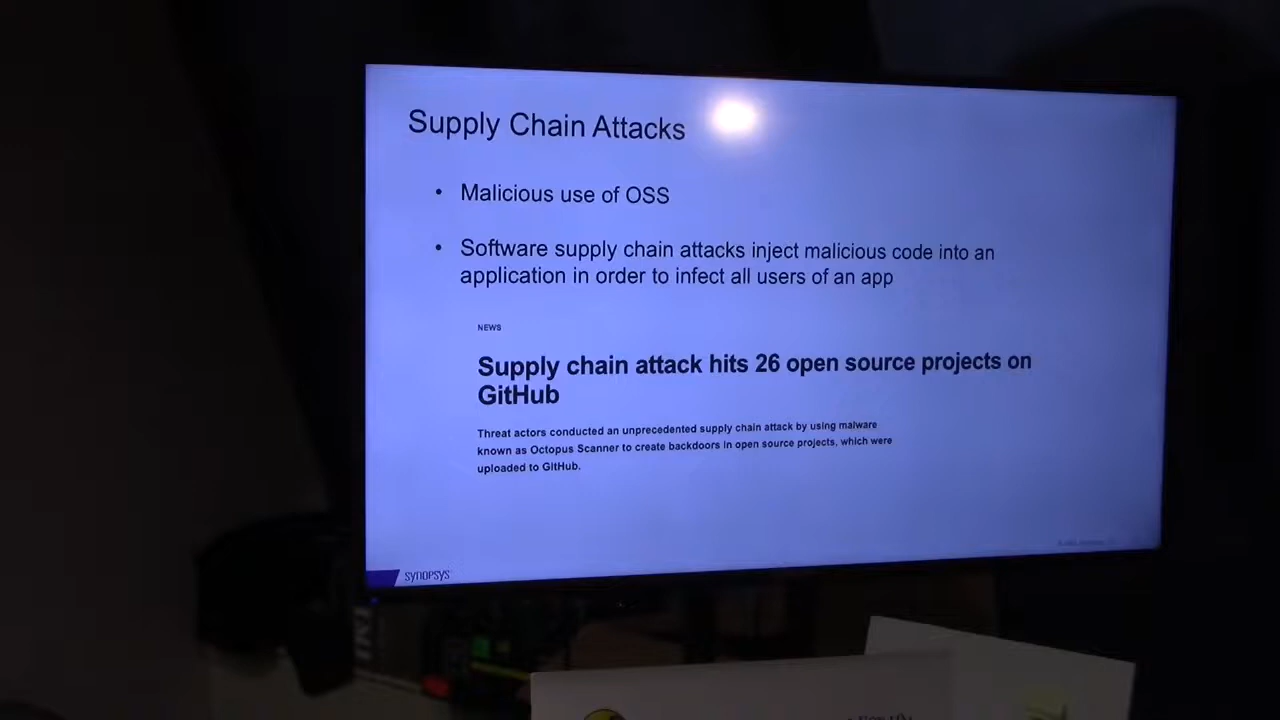 Supply Chain Attacks
• Malicious use of OSS
• Software supply chain attacks inject malicious code into an
application in order to infect all users of an app
NEWS
Supply chain attack hits 26 open source projects on
GitHub
Threat actors conducted an unprecedented supply chain attack by using malware
known as Octopus Scanner to create backdoors in open source projects, which were
uploaded to GitHub.
SYNOPSYS